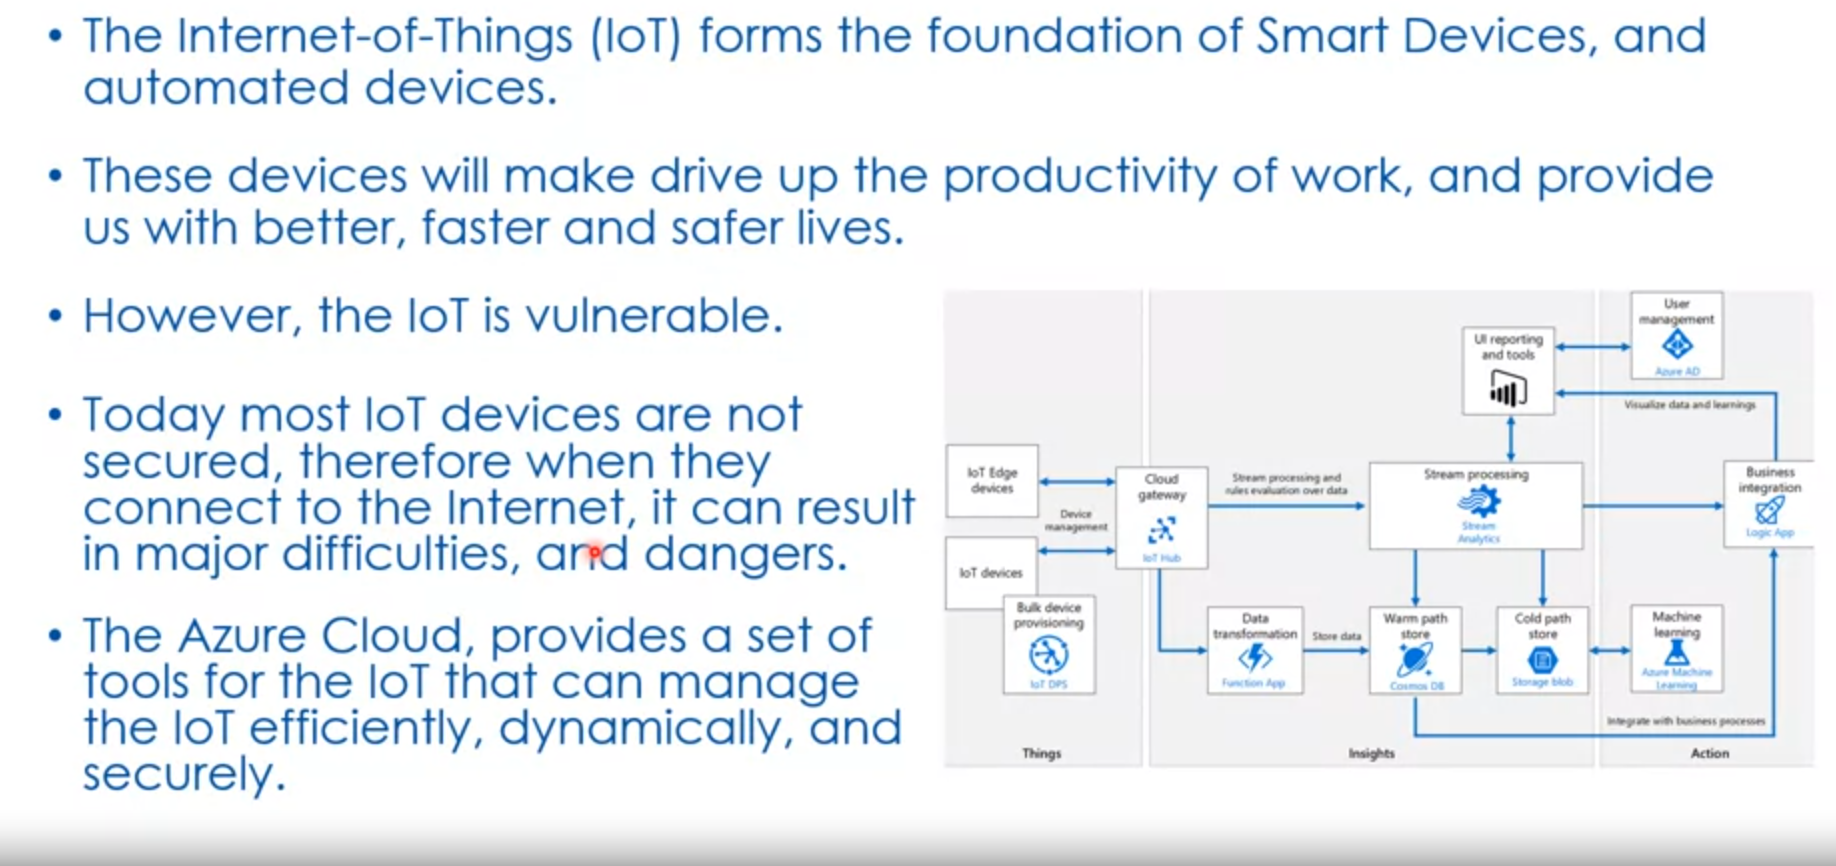 • The Internet-of-Things (IoT) forms the foundation of Smart Devices, and
automated devices.
• These devices will make drive up the productivity of work, and provide
us with better, faster and safer lives.
• However, the IoT is vulnerable.
• Today most IoT devices are not
secured, therefore when they
connect to the Internet, it can result
in major difficulties, and dangers.
• The Azure Cloud, provides a set of
tools for the IoT that can manage
the IoT efficiently, dynamically, and
securely.
User
management
Azure AD
UI reporting
and tools
Visualize data and learnings
IoT Edge
devices
Cloud
gateway
IoT Hub
Stream processing and
rules evaluation over data
Stream processing
Stream
Analytics
Business
integration
Logic App
Device
management
IoT devices
Bulk device
provisioning
IoT DPS
Data
transformation
Function App
Store data
Warm path
store
Cosmos DB
Cold path
store
Storage blob
Machine
learning
Azure Machine
Learning
Integrate with business processes
Things
Insights
Action